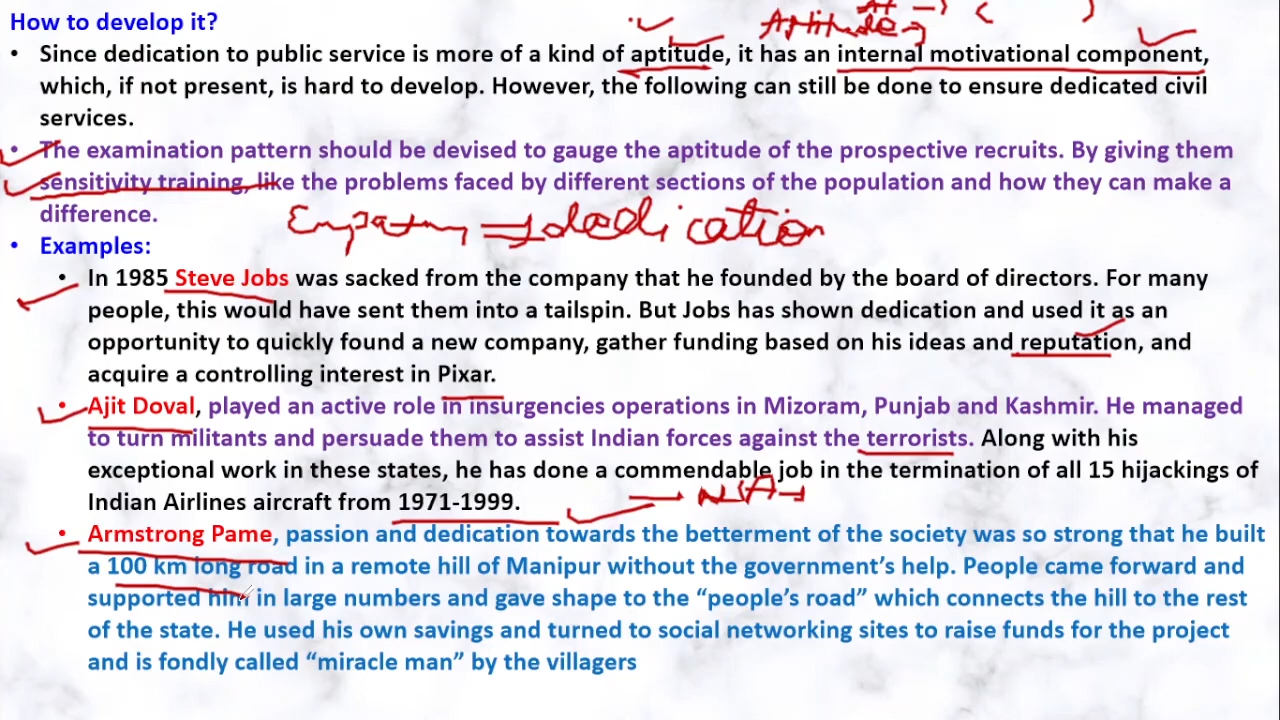 How to develop it?
Aptitude →
• Since dedication to public service is more of a kind of aptitude, it has an internal motivational component,
which, if not present, is hard to develop. However, the following can still be done to ensure dedicated civil
services.
• The examination pattern should be devised to gauge the aptitude of the prospective recruits. By giving them
sensitivity training, like the problems faced by different sections of the population and how they can make a
difference.
Empathy dedication
• Examples:
• In 1985 Steve Jobs was sacked from the company that he founded by the board of directors. For many
people, this would have sent them into a tailspin. But Jobs has shown dedication and used it as an
opportunity to quickly found a new company, gather funding based on his ideas and reputation, and
acquire a controlling interest in Pixar.
• Ajit Doval, played an active role in insurgencies operations in Mizoram, Punjab and Kashmir. He managed
to turn militants and persuade them to assist Indian forces against the terrorists. Along with his
exceptional work in these states, he has done a commendable job in the termination of all 15 hijackings of
Indian Airlines aircraft from 1971-1999.
NSA
• Armstrong Pame, passion and dedication towards the betterment of the society was so strong that he built
a 100 km long road in a remote hill of Manipur without the government’s help. People came forward and
supported him in large numbers and gave shape to the “people’s road” which connects the hill to the rest
of the state. He used his own savings and turned to social networking sites to raise funds for the project
and is fondly called “miracle man” by the villagers